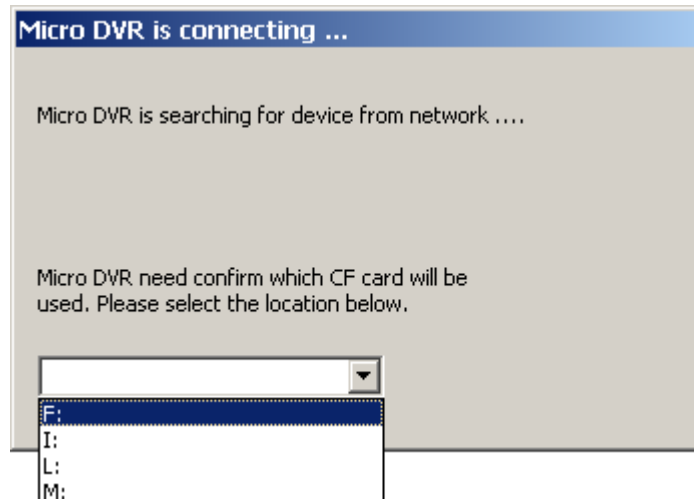 Micro DVR is connecting ...
Micro DVR is searching for device from network ....
Micro DVR need confirm which CF card will be
used. Please select the location below.
F:
I:
L:
M: